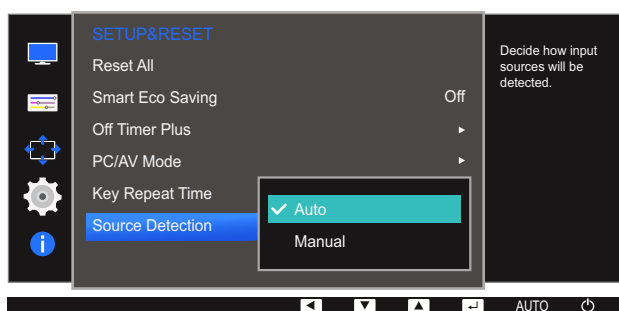 SETUP&RESET
Reset All
Smart Eco Saving Off
Off Timer Plus
PC/AV Mode
Key Repeat Time
Source Detection
Auto
Manual
Decide how input
sources will be
detected.
AUTO